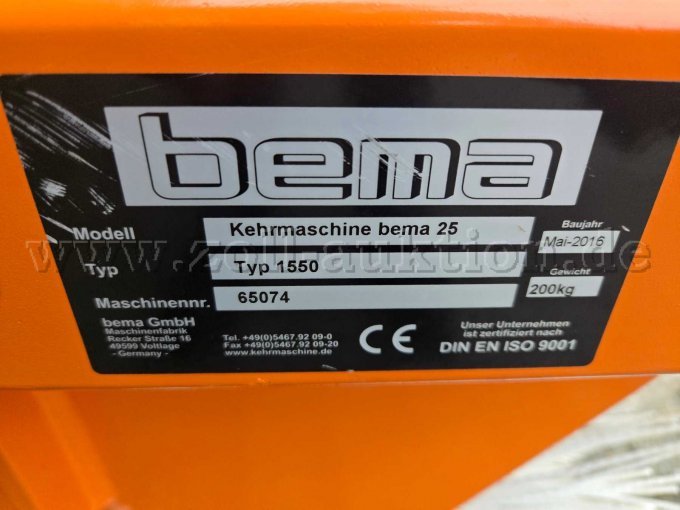 bema
Modell Kehrmaschine bema 25 Baujahr Mai-2016
Typ Typ 1550 Gewicht 200kg
Maschinennr. 65074
bema GmbH
Maschinenfabrik
Recker Straße 16
49599 Voltlage
- Germany -
Tel. +49(0)5467.92 09-0
Fax +49(0)5467.92 09-20
www.kehrmaschine.de
CE
Unser Unternehmen
ist zertifiziert nach
DIN EN ISO 9001
www.zoll-auktion.de